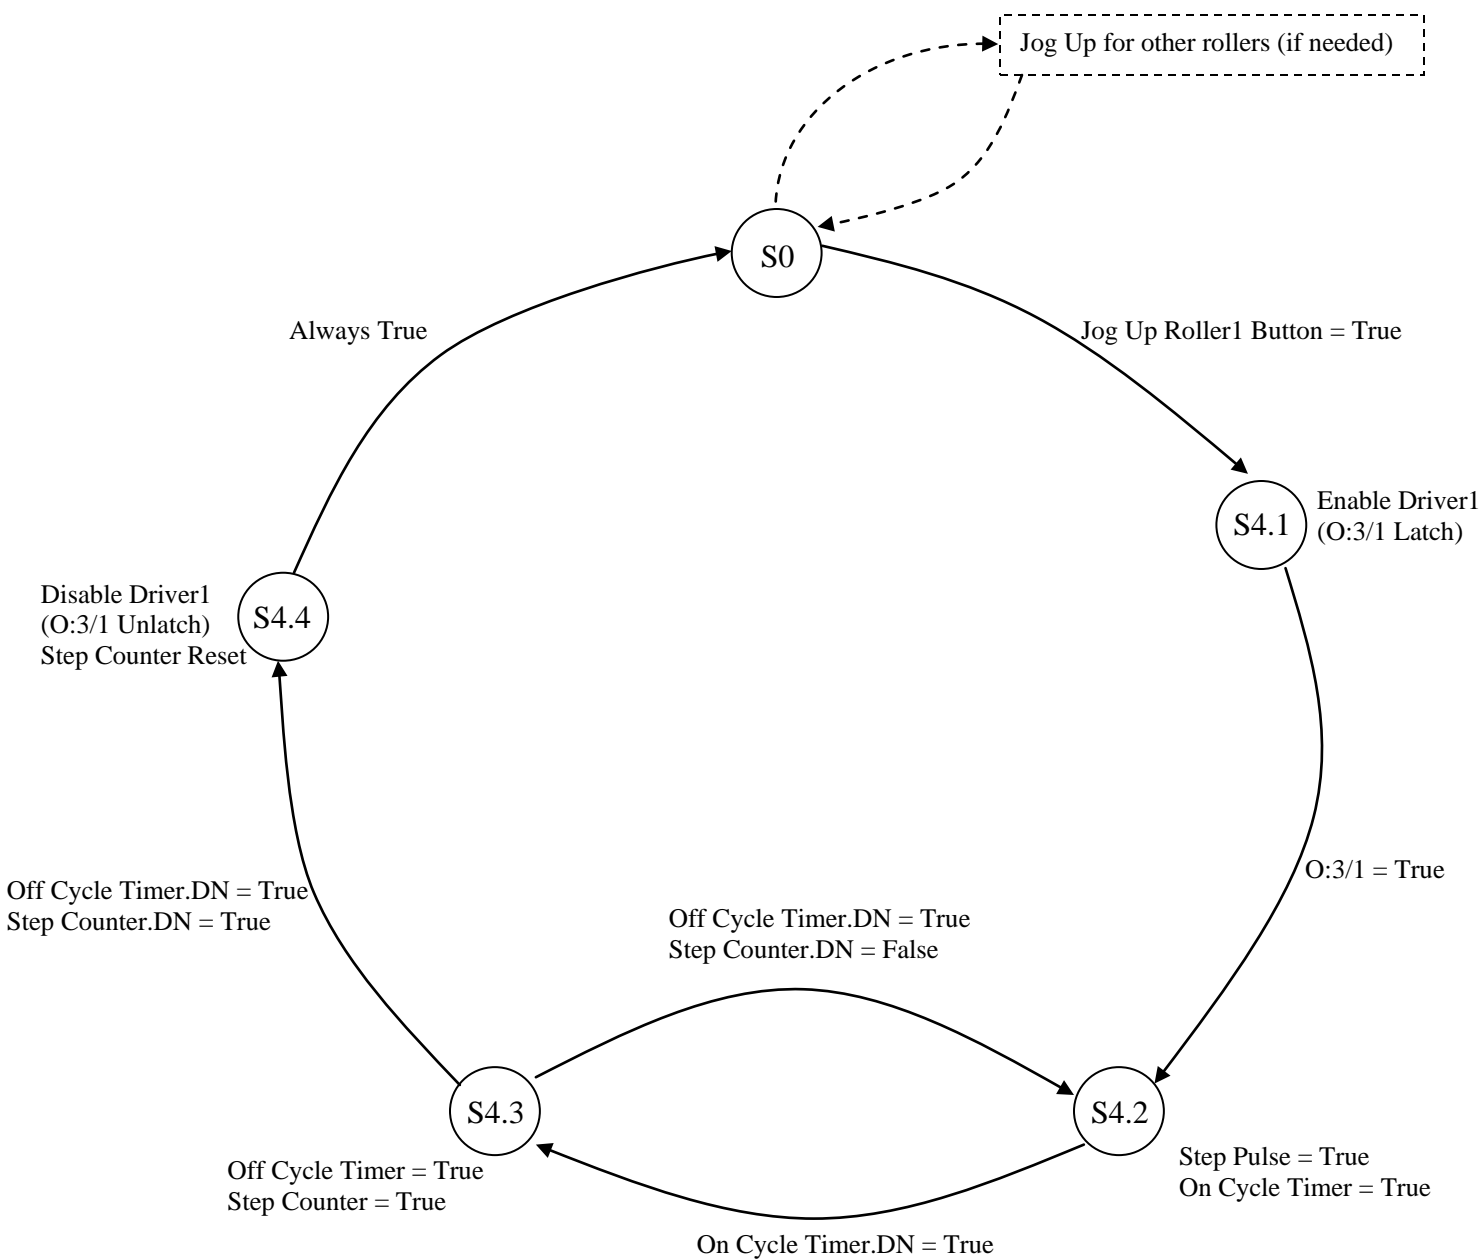 Jog Up for other rollers (if needed)
S0
Always True
Jog Up Roller1 Button = True
S4.1
Enable Driver1
(O:3/1 Latch)
Disable Driver1
(O:3/1 Unlatch)
Step Counter Reset
S4.4
O:3/1 = True
Off Cycle Timer.DN = True
Step Counter.DN = True
Off Cycle Timer.DN = True
Step Counter.DN = False
S4.3
S4.2
Off Cycle Timer = True
Step Counter = True
Step Pulse = True
On Cycle Timer = True
On Cycle Timer.DN = True